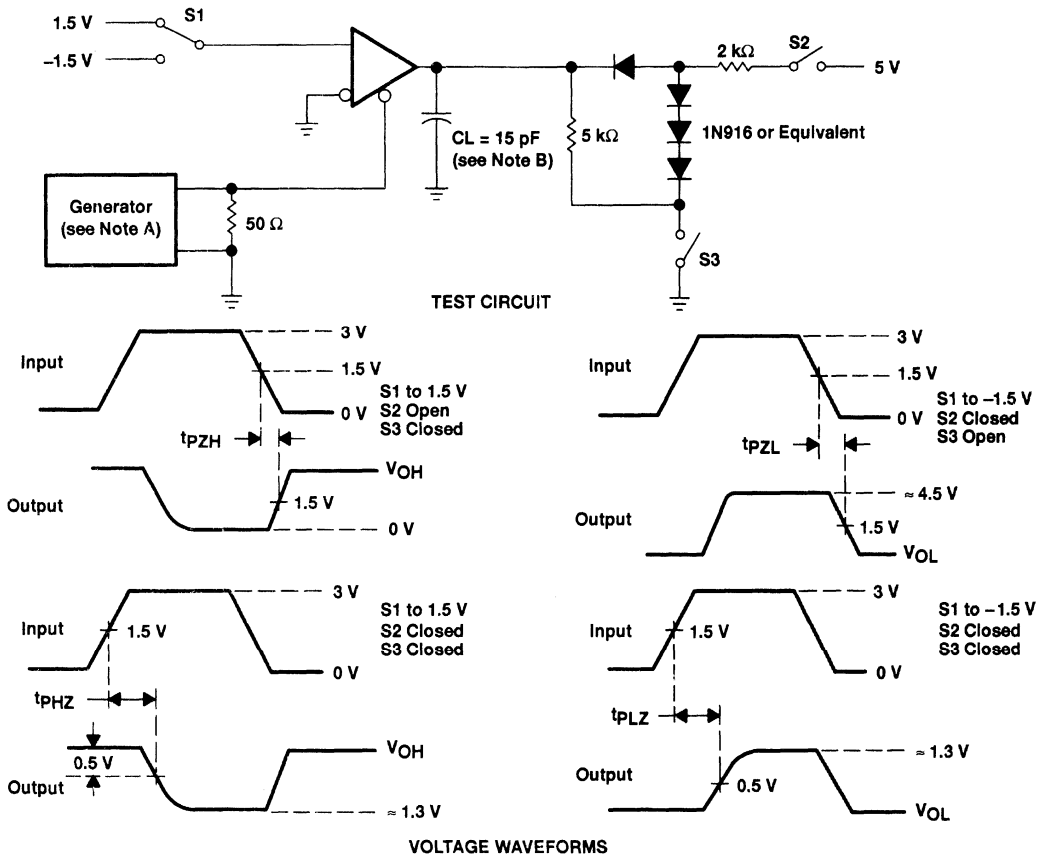 1.5 V
S1
–1.5 V
2 kΩ
S2
5 V
CL = 15 pF
(see Note B)
5 kΩ
1N916 or Equivalent
Generator
(see Note A)
50 Ω
S3
TEST CIRCUIT
Input
3 V
1.5 V
0 V
S1 to 1.5 V
S2 Open
S3 Closed
tPZH
Output
VOH
1.5 V
0 V
Input
3 V
1.5 V
0 V
S1 to –1.5 V
S2 Closed
S3 Open
tPZL
Output
≈ 4.5 V
1.5 V
VOL
Input
3 V
1.5 V
0 V
S1 to 1.5 V
S2 Closed
S3 Closed
tPHZ
0.5 V
Output
VOH
≈ 1.3 V
Input
3 V
1.5 V
0 V
S1 to –1.5 V
S2 Closed
S3 Closed
tPLZ
Output
≈ 1.3 V
0.5 V
VOL
VOLTAGE WAVEFORMS